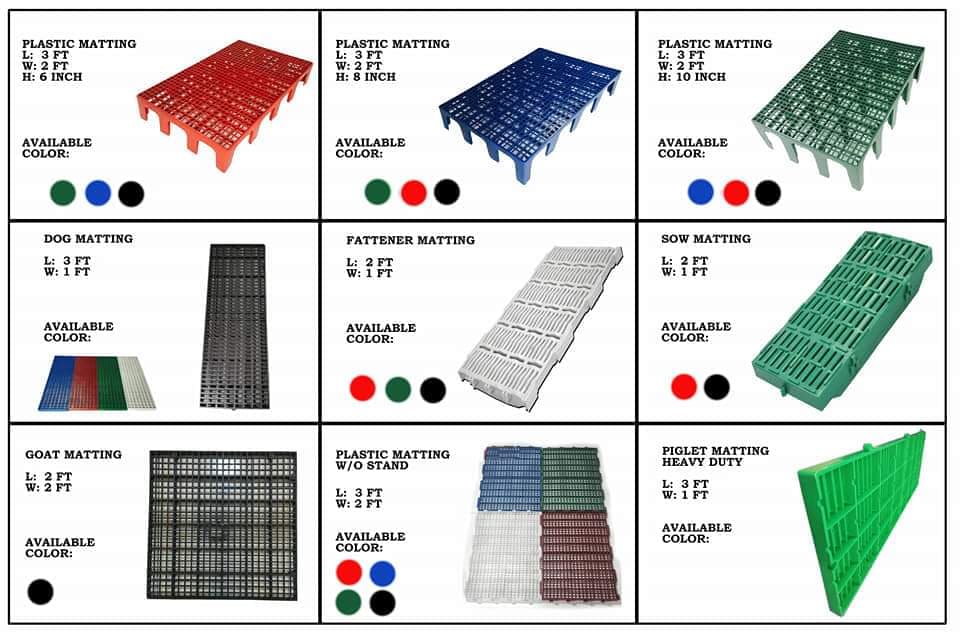 PLASTIC MATTING
L: 3 FT
W: 2 FT
H: 6 INCH
AVAILABLE
COLOR:
PLASTIC MATTING
L: 3 FT
W: 2 FT
H: 8 INCH
AVAILABLE
COLOR:
PLASTIC MATTING
L: 3 FT
W: 2 FT
H: 10 INCH
AVAILABLE
COLOR:
DOG MATTING
L: 3 FT
W: 1 FT
AVAILABLE
COLOR:
FATTENER MATTING
L: 2 FT
W: 1 FT
AVAILABLE
COLOR:
SOW MATTING
L: 2 FT
W: 1 FT
AVAILABLE
COLOR:
GOAT MATTING
L: 2 FT
W: 2 FT
AVAILABLE
COLOR:
PLASTIC MATTING
W/O STAND
L: 3 FT
W: 2 FT
AVAILABLE
COLOR:
PIGLET MATTING
HEAVY DUTY
L: 3 FT
W: 1 FT
AVAILABLE
COLOR: